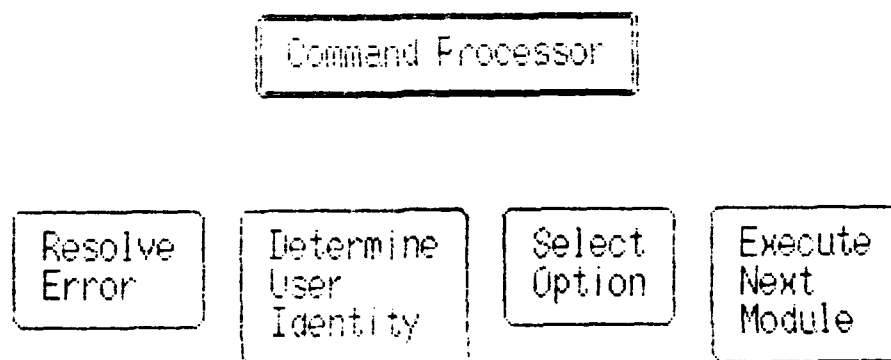 Command Processor
Resolve
Error
Determine
User
Identity
Select
Option
Execute
Next
Module